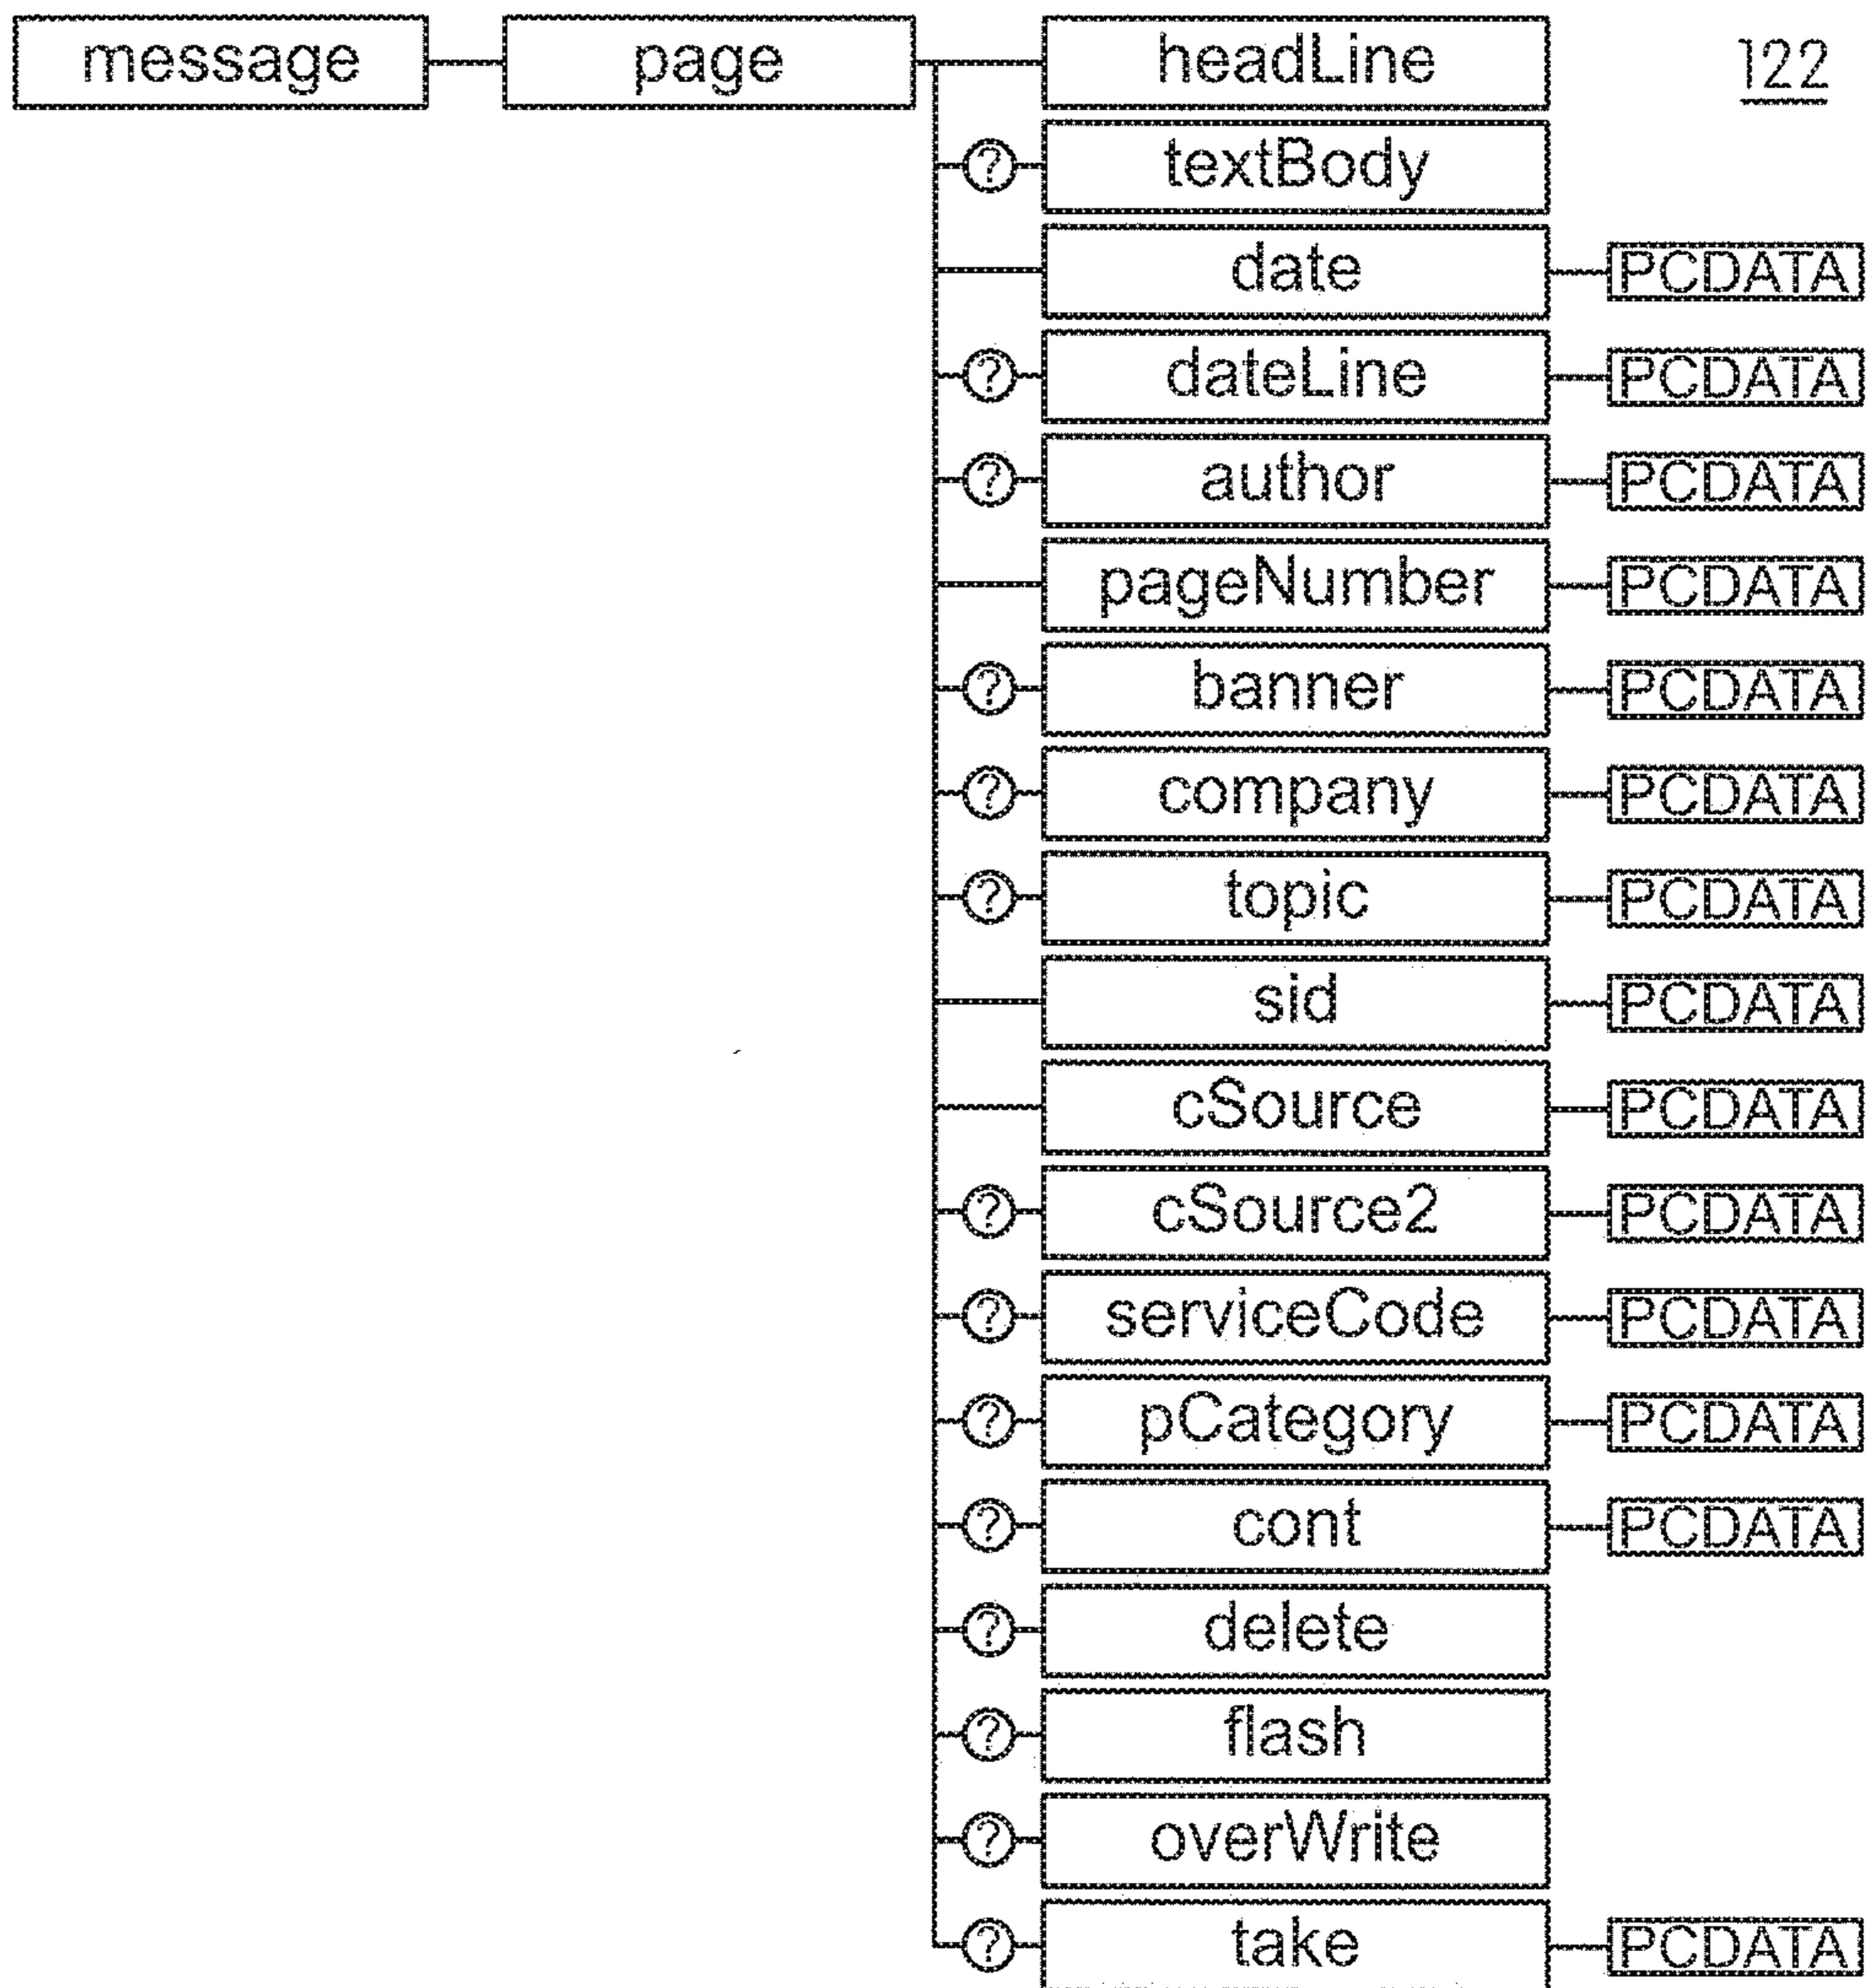 message page headLine 122
? textBody
date PCDATA
? dateLine PCDATA
? author PCDATA
pageNumber PCDATA
? banner PCDATA
? company PCDATA
? topic PCDATA
sid PCDATA
cSource PCDATA
? cSource2 PCDATA
? serviceCode PCDATA
? pCategory PCDATA
? cont PCDATA
? delete
? flash
? overWrite
? take PCDATA